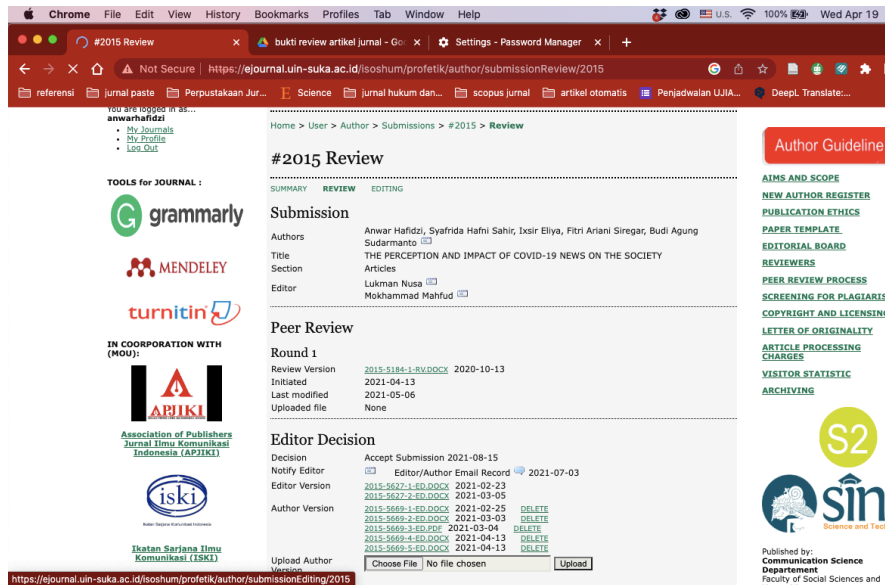 Chrome File Edit View History Bookmarks Profiles Tab Window Help U.S. 100% Wed Apr 19
#2015 Review bukti review artikel jurnal - Goo Settings - Password Manager
Not Secure https://ejournal.uin-suka.ac.id/isoshum/profetik/author/submissionReview/2015
referensi jurnal paste Perpustakaan Jur... Science jurnal hukum dan... scopus jurnal artikel otomatis Penjadwalan UJIA... DeepL Translate:...
You are logged in as...
anwarhafidzi
My Journals
My Profile
Log Out
TOOLS for JOURNAL :
grammarly
MENDELEY
turnitin
IN COORPORATION WITH
(MOU):
APJIKI
Association of Publishers
Jurnal Ilmu Komunikasi
Indonesia (APJIKI)
iski
Ikatan Sarjana Komunikasi Indonesia
Ikatan Sarjana Ilmu
Komunikasi (ISKI)
Home > User > Author > Submissions > #2015 > Review
#2015 Review
SUMMARY REVIEW EDITING
Submission
Authors Anwar Hafidzi, Syafrida Hafni Sahir, Ixsir Eliya, Fitri Ariani Siregar, Budi Agung
Sudarmanto
Title THE PERCEPTION AND IMPACT OF COVID-19 NEWS ON THE SOCIETY
Section Articles
Editor Lukman Nusa
Mokhammad Mahfud
Peer Review
Round 1
Review Version 2015-5184-1-RV.DOCX 2020-10-13
Initiated 2021-04-13
Last modified 2021-05-06
Uploaded file None
Editor Decision
Decision Accept Submission 2021-08-15
Notify Editor Editor/Author Email Record 2021-07-03
Editor Version 2015-5627-1-ED.DOCX 2021-02-23
2015-5627-2-ED.DOCX 2021-03-05
Author Version 2015-5669-1-ED.DOCX 2021-02-25 DELETE
2015-5669-2-ED.DOCX 2021-03-03 DELETE
2015-5669-3-ED.PDF 2021-03-04 DELETE
2015-5669-4-ED.DOCX 2021-04-13 DELETE
2015-5669-5-ED.DOCX 2021-04-13 DELETE
Upload Author
Version Choose File No file chosen Upload
Author Guideline
AIMS AND SCOPE
NEW AUTHOR REGISTER
PUBLICATION ETHICS
PAPER TEMPLATE
EDITORIAL BOARD
REVIEWERS
PEER REVIEW PROCESS
SCREENING FOR PLAGIARIS
COPYRIGHT AND LICENSING
LETTER OF ORIGINALITY
ARTICLE PROCESSING
CHARGES
VISITOR STATISTIC
ARCHIVING
S2
sin
Science and Tech
Published by:
Communication Science
Departement
Faculty of Social Sciences and
https://ejournal.uin-suka.ac.id/isoshum/profetik/author/submissionEditing/2015